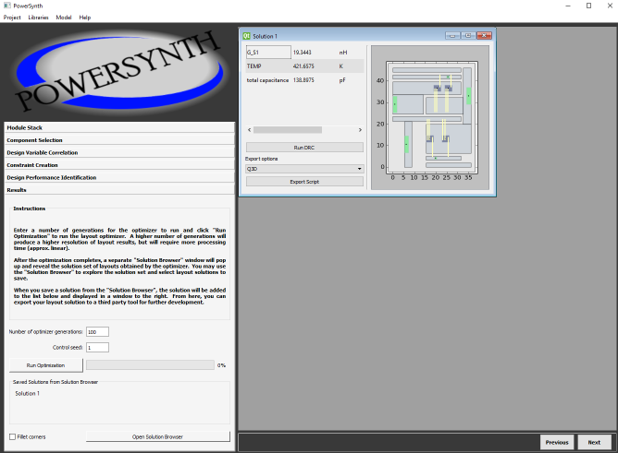 PowerSynth
Project Libraries Model Help
POWERSYNTH
Module Stack
Component Selection
Design Variable Correlation
Constraint Creation
Design Performance Identification
Results
Instructions
Enter a number of generations for the optimizer to run and click "Run
Optimization" to run the layout optimizer. A higher number of generations will
produce a higher resolution of layout results, but will require more processing
time (approx. linear).
After the optimization completes, a separate "Solution Browser" window will pop
up and reveal the solution set of layouts obtained by the optimizer. You may use
the "Solution Browser" to explore the solution set and select layout solutions to
save.
When you save a solution from the "Solution Browser", the solution will be added
to the list below and displayed in a window to the right. From here, you can
export your layout solution to a third party tool for further development.
Number of optimizer generations: 100
Control seed: 1
Run Optimization 0%
Saved Solutions from Solution Browser
Solution 1
Fillet corners Open Solution Browser
Qt Solution 1
G_S1 19.3443 nH
TEMP 421.6575 K
total capacitance 138.8975 pF
Run DRC
Export options
Q3D
Export Script
40
30
20
10
0
0 5 10 15 20 25 30 35
Previous Next